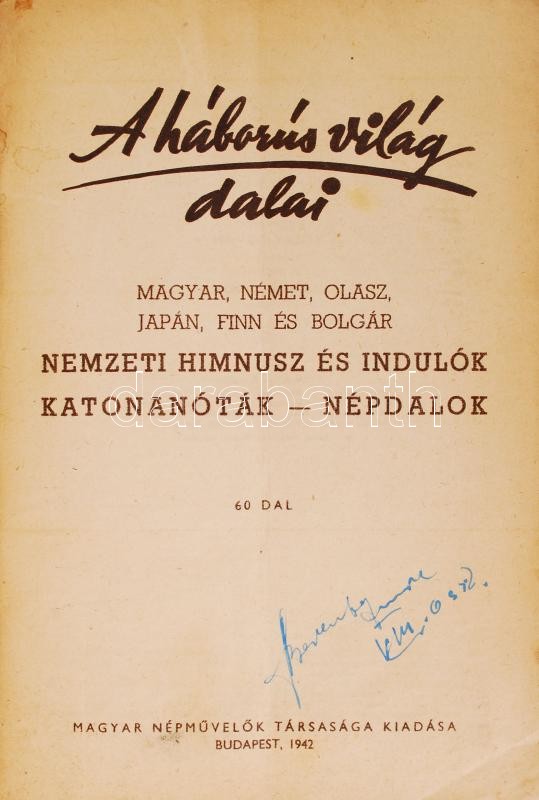 A háborús világ
dalai
MAGYAR, NÉMET, OLASZ,
JAPÁN, FINN ÉS BOLGÁR
NEMZETI HIMNUSZ ÉS INDULÓK
darabanth
KATONANÓTÁK — NÉPDALOK
60 DAL
MAGYAR NÉPMŰVELŐK TÁRSASÁGA KIADÁSA
BUDAPEST, 1942